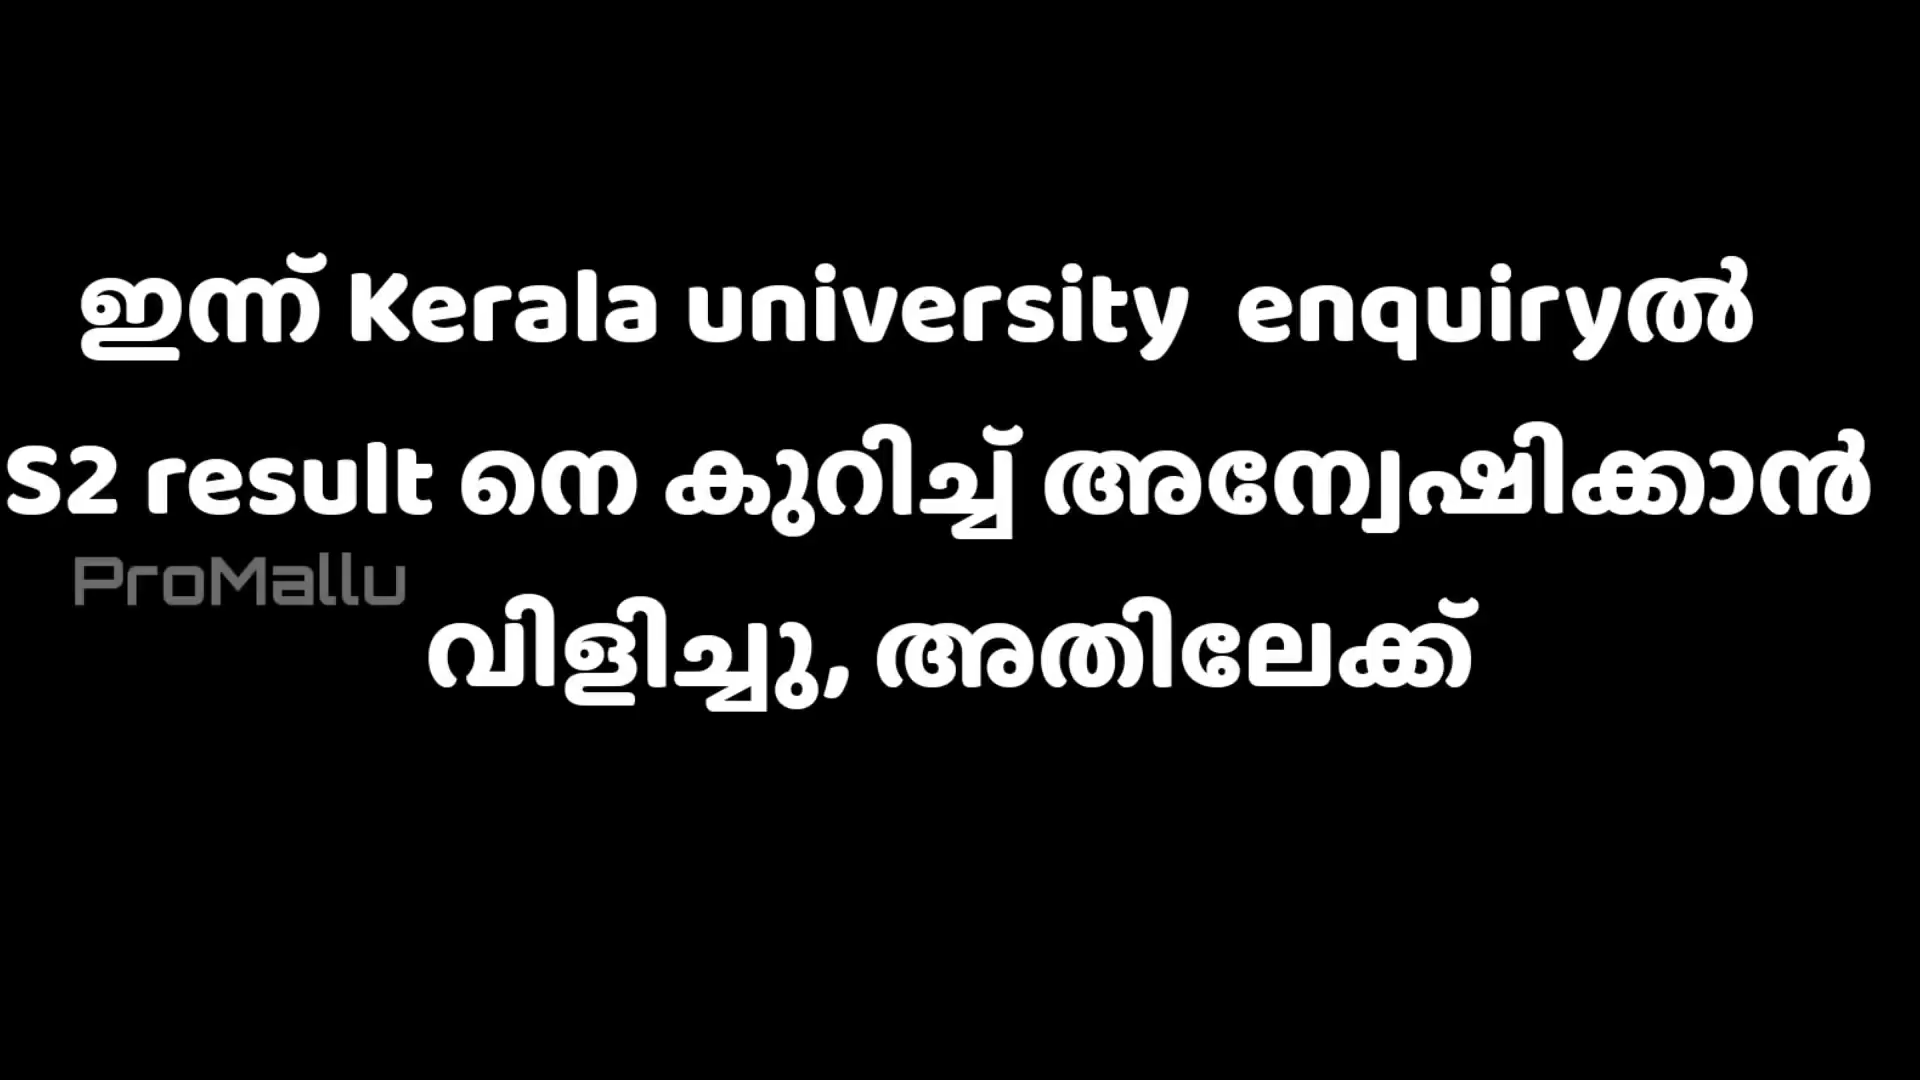 ഇന്ന് Kerala university enquiryൽ
S2 result നെ കുറിച്ച് അന്വേഷിക്കാൻ
ProMallu
വിളിച്ചു, അതിലേക്ക്